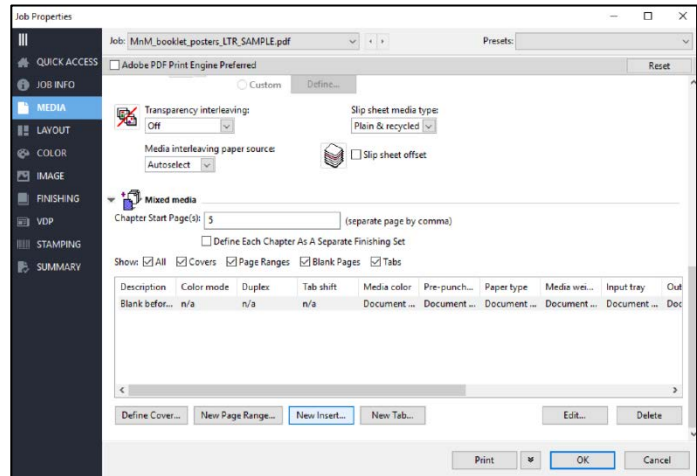 Job Properties
Job: MnM_booklet_posters_LTR_SAMPLE.pdf
Presets:
QUICK ACCESS
JOB INFO
MEDIA
LAYOUT
COLOR
IMAGE
FINISHING
VDP
STAMPING
SUMMARY
Adobe PDF Print Engine Preferred
Reset
Custom
Define...
Transparency interleaving:
Slip sheet media type:
Off
Plain & recycled
Media interleaving paper source:
Autoselect
Slip sheet offset
Mixed media
Chapter Start Page(s): 5 (separate page by comma)
Define Each Chapter As A Separate Finishing Set
Show: All Covers Page Ranges Blank Pages Tabs
Description Color mode Duplex Tab shift Media color Pre-punch... Paper type Media wei... Input tray Out
Blank befor... n/a n/a n/a Document ... Document ... Document ... Document ... Document ... Doc
Define Cover... New Page Range... New Insert... New Tab... Edit... Delete
Print OK Cancel